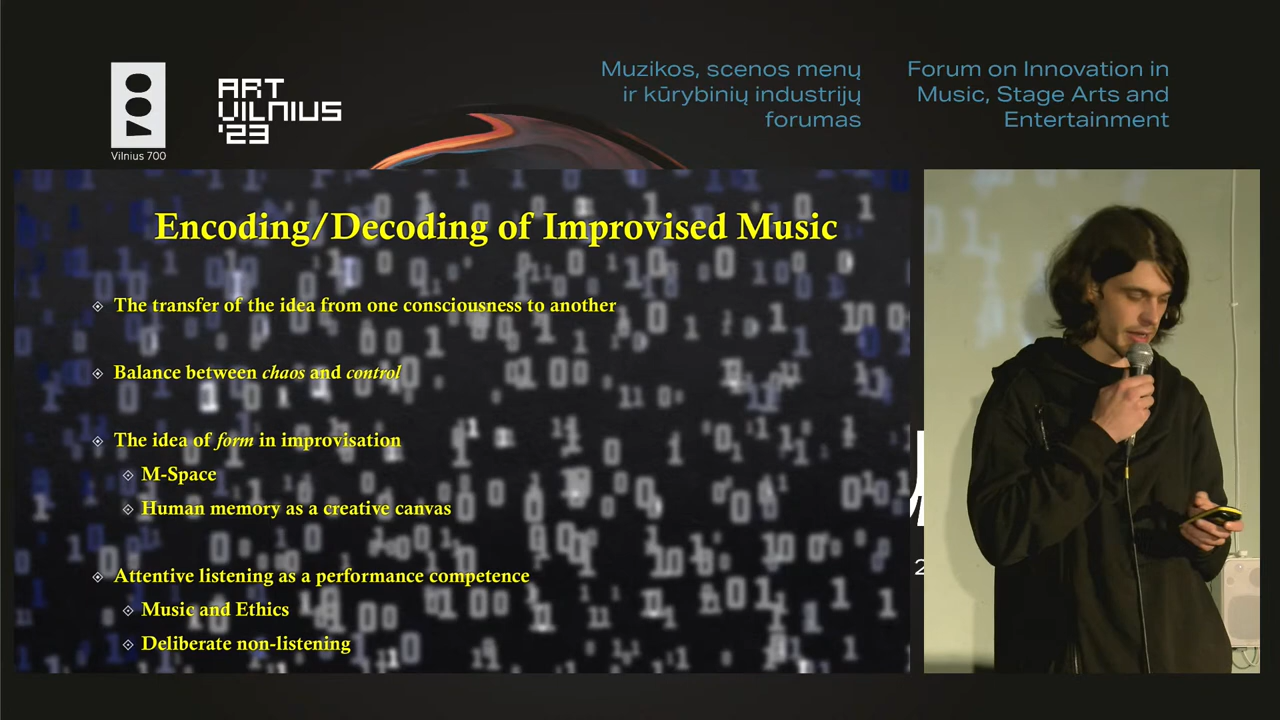 Vilnius 700
ART
VILNIUS
'23
Muzikos, scenos menų
ir kūrybinių industrijų
forumas
Forum on Innovation in
Music, Stage Arts and
Entertainment
Encoding/Decoding of Improvised Music
The transfer of the idea from one consciousness to another
Balance between chaos and control
The idea of form in improvisation
M-Space
Human memory as a creative canvas
Attentive listening as a performance competence
Music and Ethics
Deliberate non-listening